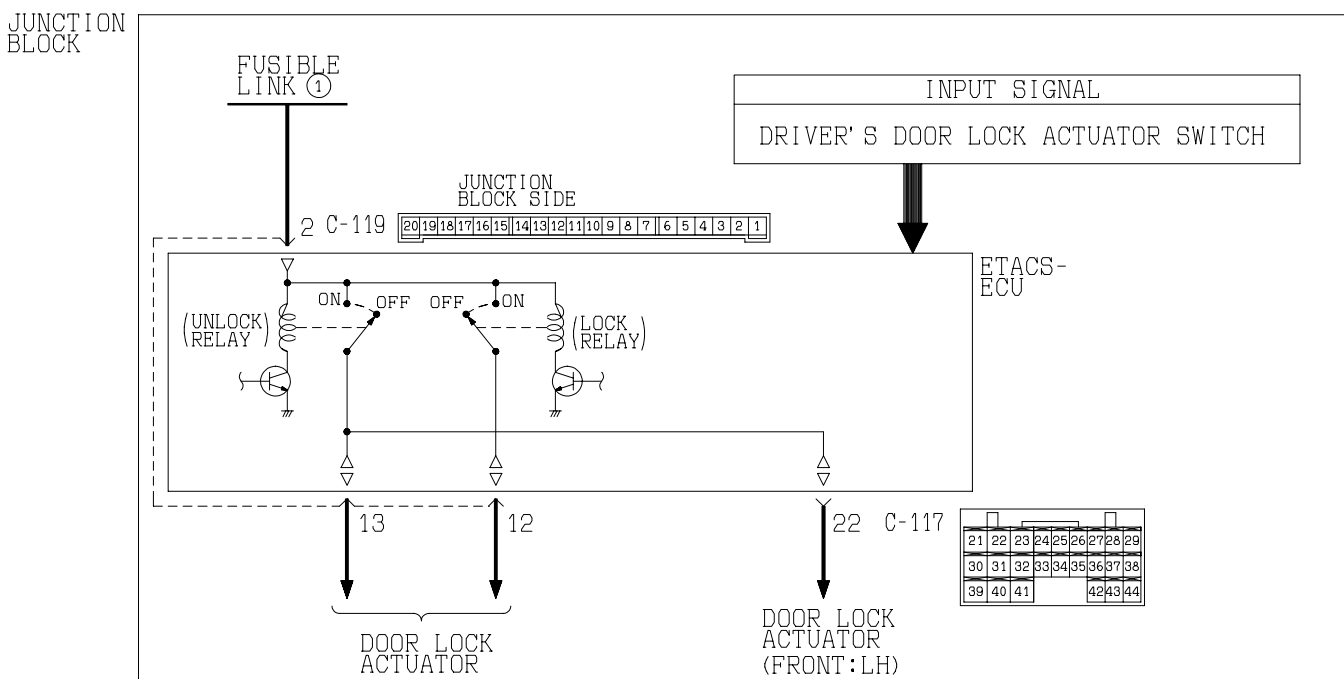 JUNCTION
BLOCK
FUSIBLE
LINK ①
INPUT SIGNAL
DRIVER'S DOOR LOCK ACTUATOR SWITCH
JUNCTION
BLOCK SIDE
2 C-119
20 19 18 17 16 15 14 13 12 11 10 9 8 7 6 5 4 3 2 1
ETACS-
ECU
ON OFF OFF ON
(UNLOCK
RELAY)
(LOCK
RELAY)
13
12
22 C-117
21 22 23 24 25 26 27 28 29
30 31 32 33 34 35 36 37 38
39 40 41 42 43 44
DOOR LOCK
ACTUATOR
DOOR LOCK
ACTUATOR
(FRONT:LH)